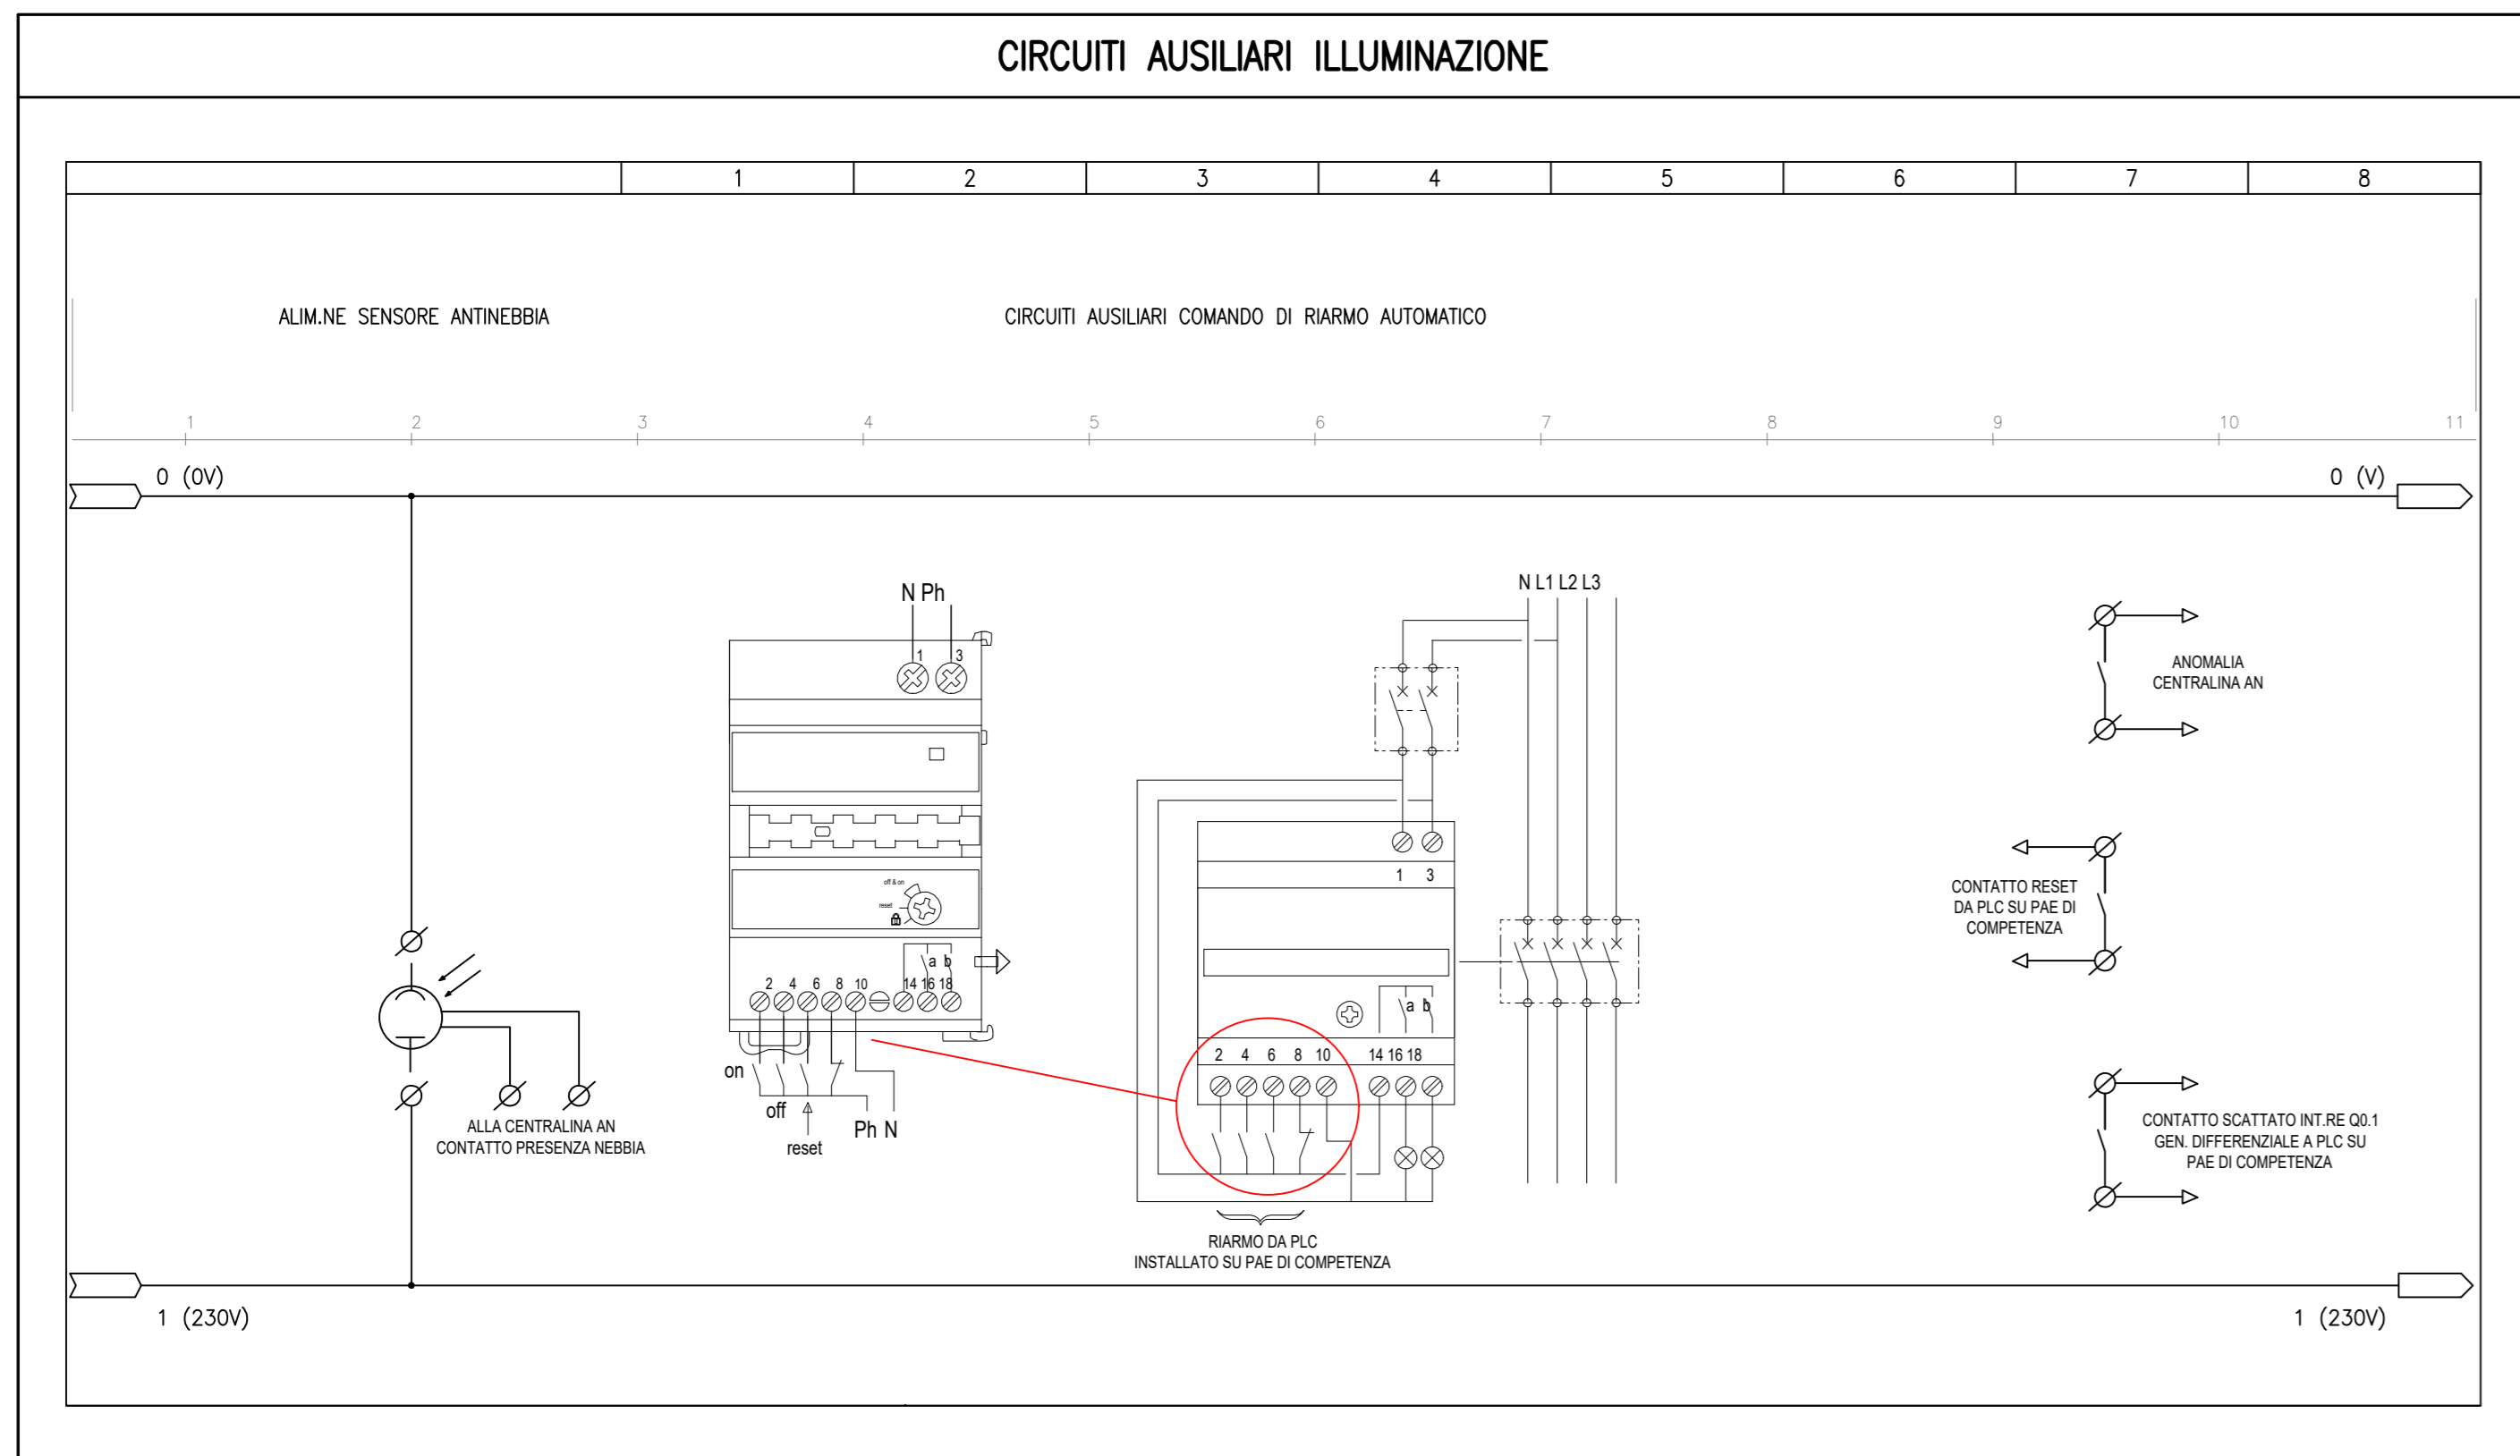 CIRCUITI AUSILIARI ILLUMINAZIONE
1 2 3 4 5 6 7 8
ALIM.NE SENSORE ANTINEBBIA
CIRCUITI AUSILIARI COMANDO DI RIARMO AUTOMATICO
1 2 3 4 5 6 7 8 9 10 11
0 (0V)
0 (V)
N Ph
1 3
off & on
reset
a b
2 4 6 8 10 14 16 18
on
off
reset
Ph N
N L1 L2 L3
1 3
a b
2 4 6 8 10 14 16 18
RIARMO DA PLC
INSTALLATO SU PAE DI COMPETENZA
ALLA CENTRALINA AN
CONTATTO PRESENZA NEBBIA
ANOMALIA
CENTRALINA AN
CONTATTO RESET
DA PLC SU PAE DI
COMPETENZA
CONTATTO SCATTATO INT.RE Q0.1
GEN. DIFFERENZIALE A PLC SU
PAE DI COMPETENZA
1 (230V)
1 (230V)